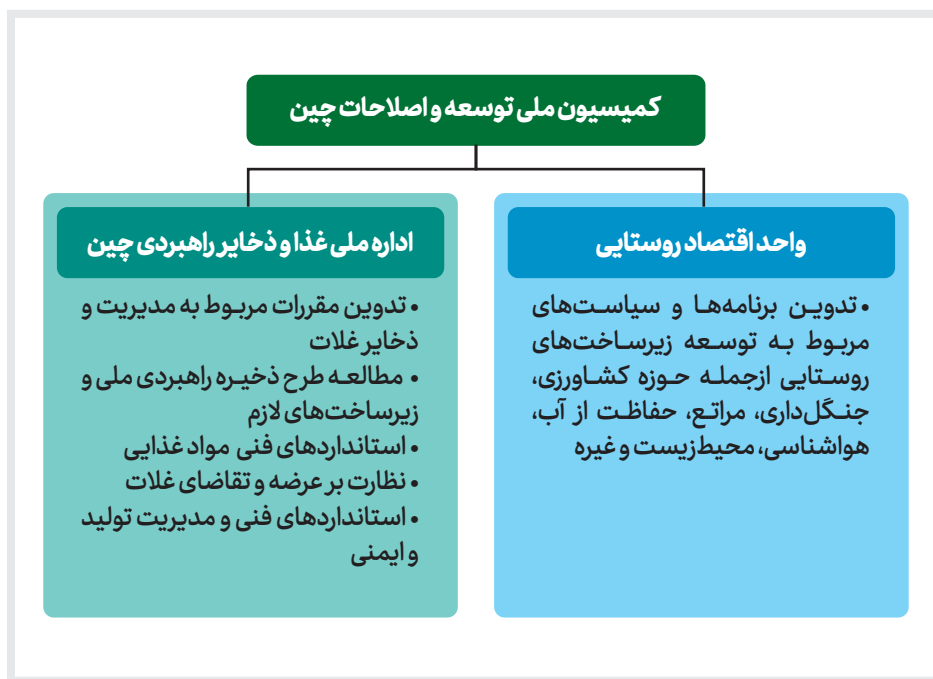 کمیسیون ملی توسعه و اصلاحات چین
واحد اقتصاد روستایی
• تدوین برنامه‌ها و سیاست‌های
مربوط به توسعه زیرساخت‌های
روستایی ازجمله حوزه کشاورزی،
جنگل‌داری، مراتع، حفاظت از آب،
هواشناسی، محیط‌زیست و غیره
اداره ملی غذا و ذخایر راهبردی چین
• تدوین مقررات مربوط به مدیریت و
ذخایر غلات
• مطالعه طرح ذخیره راهبردی ملی و
زیرساخت‌های لازم
• استانداردهای فنی مواد غذایی
• نظارت بر عرضه و تقاضای غلات
• استانداردهای فنی و مدیریت تولید
و ایمنی